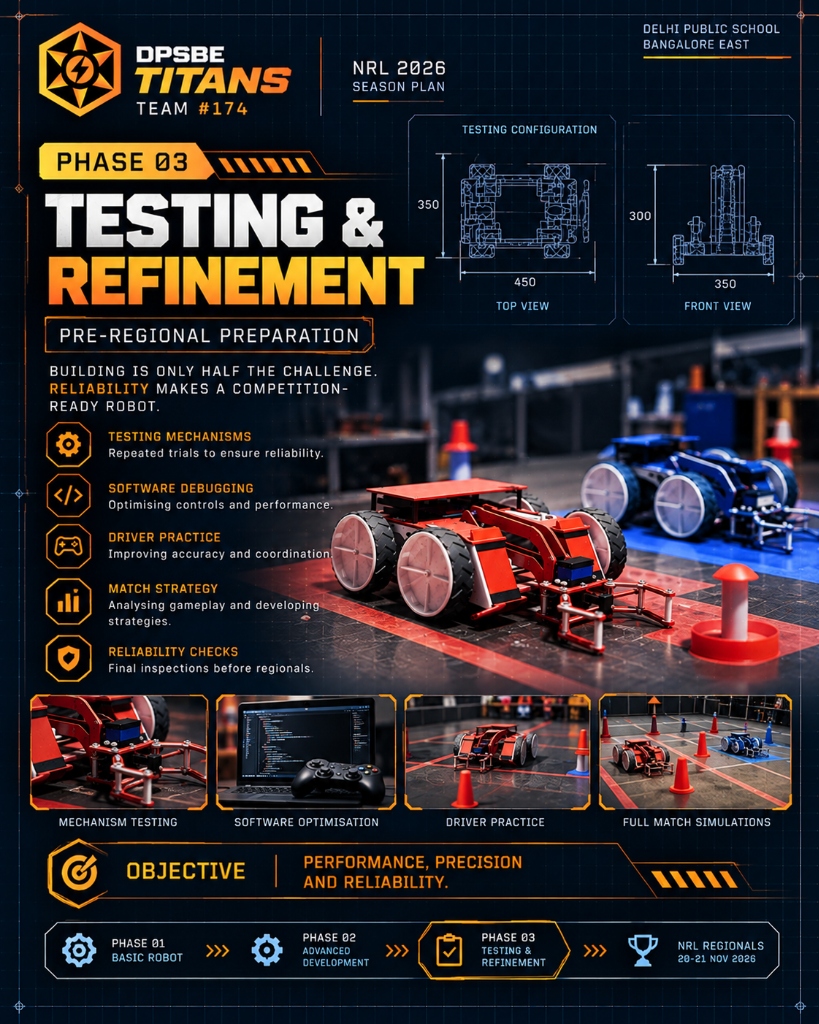 DPSBE
TITANS
TEAM #174
NRL 2026
SEASON PLAN
DELHI PUBLIC SCHOOL
BANGALORE EAST
PHASE 03
TESTING &
REFINEMENT
PRE-REGIONAL PREPARATION
TESTING CONFIGURATION
350
450
TOP VIEW
300
350
FRONT VIEW
BUILDING IS ONLY HALF THE CHALLENGE.
RELIABILITY MAKES A COMPETITION-
READY ROBOT.
TESTING MECHANISMS
Repeated trials to ensure reliability.
SOFTWARE DEBUGGING
Optimising controls and performance.
DRIVER PRACTICE
Improving accuracy and coordination.
MATCH STRATEGY
Analysing gameplay and developing
strategies.
RELIABILITY CHECKS
Final inspections before regionals.
MECHANISM TESTING
SOFTWARE OPTIMISATION
DRIVER PRACTICE
FULL MATCH SIMULATIONS
OBJECTIVE
PERFORMANCE, PRECISION
AND RELIABILITY.
PHASE 01
BASIC ROBOT
PHASE 02
ADVANCED
DEVELOPMENT
PHASE 03
TESTING &
REFINEMENT
NRL REGIONALS
20-21 NOV 2026